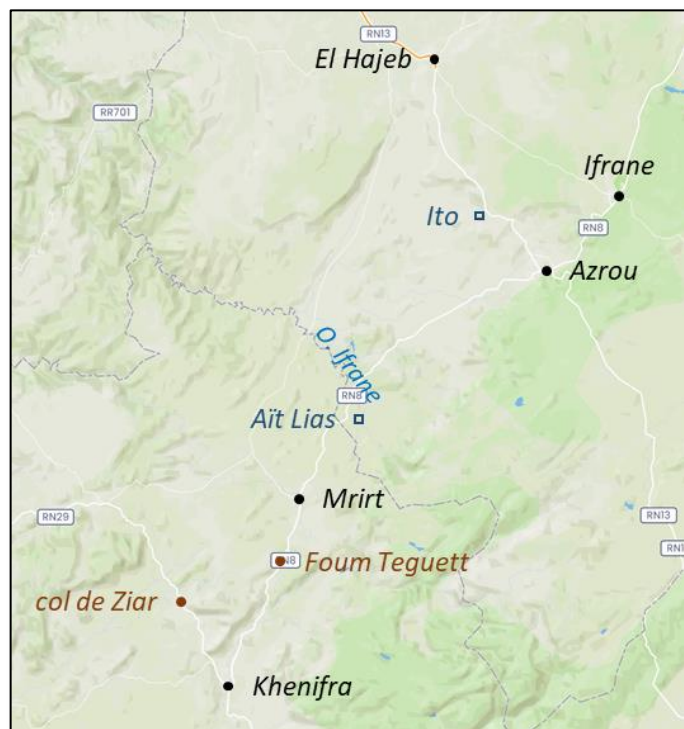 RN13
El Hajeb
RR701
Ifrane
Ito
RN8
Azrou
O. Ifrane
RN8
Aït Lias
Mrirt
RN29
RN13
Foum Teguett
col de Ziar
Khenifra